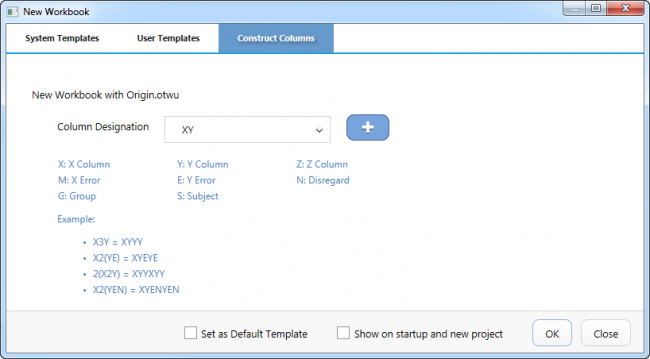 New Workbook
System Templates User Templates Construct Columns
New Workbook with Origin.otwu
Column Designation XY
X: X Column Y: Y Column Z: Z Column
M: X Error E: Y Error N: Disregard
G: Group S: Subject
Example:
• X3Y = XYYY
• X2(YE) = XYEYE
• 2(X2Y) = XYYXYY
• X2(YEN) = XYENYEN
Set as Default Template Show on startup and new project OK Close